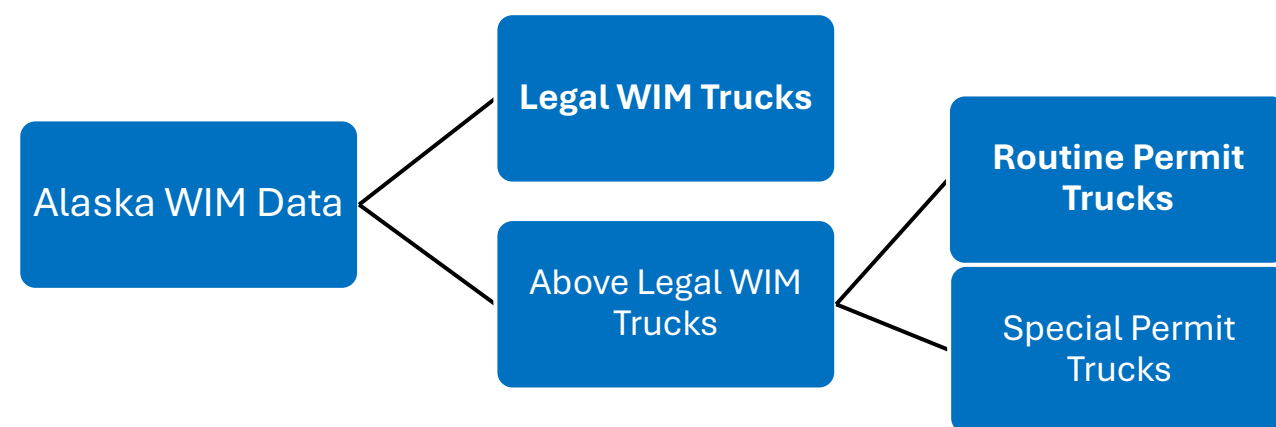 Alaska WIM Data
Legal WIM Trucks
Above Legal WIM
Trucks
Routine Permit
Trucks
Special Permit
Trucks